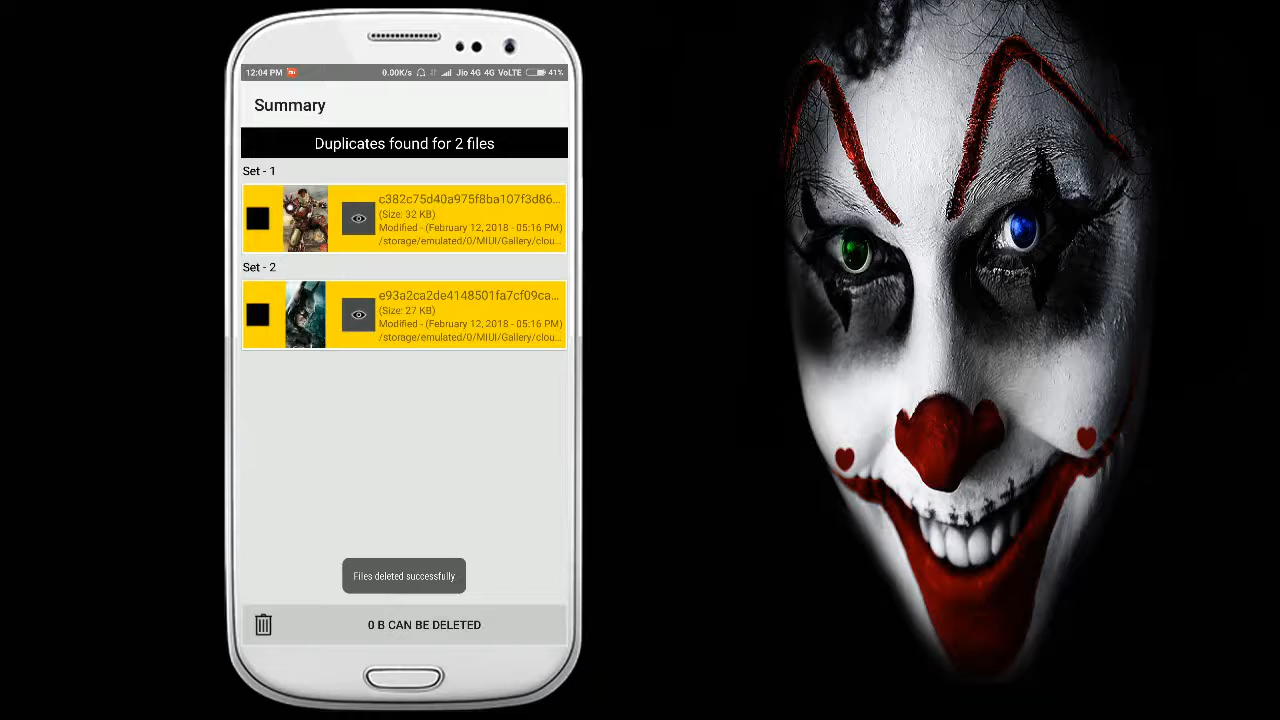 12:04 PM mi 0.00K/s Jio 4G 4G VoLTE 41%
Summary
Duplicates found for 2 files
Set - 1
c382c75d40a975f8ba107f3d86...
(Size: 32 KB)
Modified - (February 12, 2018 - 05:16 PM)
/storage/emulated/0/MIUI/Gallery/clou...
Set - 2
e93a2ca2de4148501fa7cf09ca...
(Size: 27 KB)
Modified - (February 12, 2018 - 05:16 PM)
/storage/emulated/0/MIUI/Gallery/clou...
Files deleted successfully
0 B CAN BE DELETED